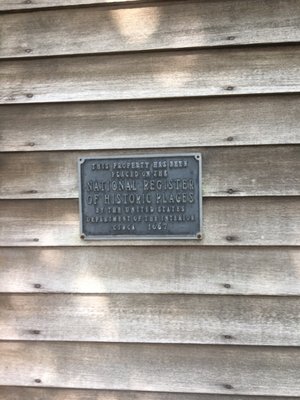 THIS PROPERTY HAS BEEN
PLACED ON THE
NATIONAL REGISTER
OF HISTORIC PLACES
BY THE UNITED STATES
DEPARTMENT OF THE INTERIOR
CIRCA 1667